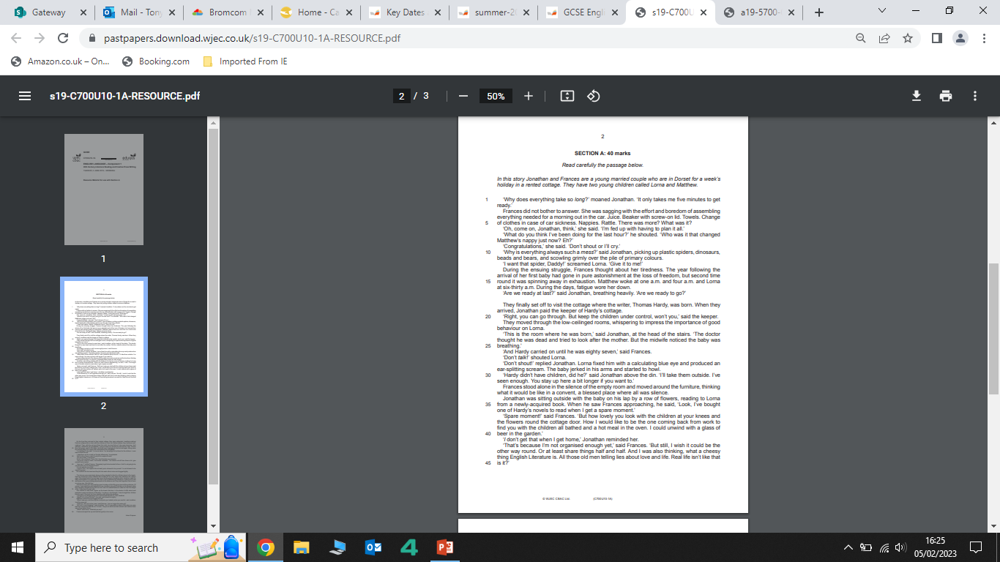 Gateway
Mail - Ton
Bromcom
Home - Ca
Key Dates
summer-2
GCSE Engl
s19-C700U
a19-5700-
pastpapers.download.wjec.co.uk/s19-C700U10-1A-RESOURCE.pdf
Amazon.co.uk – On...
Booking.com
Imported From IE
s19-C700U10-1A-RESOURCE.pdf
2 / 3
50%
1
2
2
SECTION A: 40 marks
Read carefully the passage below.
In this story Jonathan and Frances are a young married couple who are in Dorset for a week's
holiday in a rented cottage. They have two young children called Lorna and Matthew.
1 'Why does everything take so long?' moaned Jonathan. 'It only takes me five minutes to get
ready.'
Frances did not bother to answer. She was sagging with the effort and boredom of assembling
everything needed for a morning out in the car. Juice. Beaker with screw-on lid. Towels. Change
5 of clothes in case of car sickness. Nappies. Rattle. There was more? What was it?
'Oh, come on, Jonathan, think,' she said. 'I'm fed up with having to plan it all.'
'What do you think I've been doing for the last hour?' he shouted. 'Who was it that changed
Matthew's nappy just now? Eh?'
'Congratulations,' she said. 'Don't shout or I'll cry.'
10 'Why is everything always such a mess?' said Jonathan, picking up plastic spiders, dinosaurs,
beads and bears, and scowling grimly over the pile of primary colours.
'I want that spider, Daddy!' screamed Lorna. 'Give it to me!'
During the ensuing struggle, Frances thought about her tiredness. The year following the
arrival of her first baby had gone in pure astonishment at the loss of freedom, but second time
15 round it was spinning away in exhaustion. Matthew woke at one a.m. and four a.m. and Lorna
at six-thirty a.m. During the days, fatigue wore her down.
'Are we ready at last?' said Jonathan, breathing heavily. 'Are we ready to go?'
They finally set off to visit the cottage where the writer, Thomas Hardy, was born. When they
arrived, Jonathan paid the keeper of Hardy's cottage.
20 'Right, you can go through. But keep the children under control, won't you,' said the keeper.
They moved through the low-ceilinged rooms, whispering to impress the importance of good
behaviour on Lorna.
'This is the room where he was born,' said Jonathan, at the head of the stairs. 'The doctor
thought he was dead and tried to look after the mother. But the midwife noticed the baby was
25 breathing.'
'And Hardy carried on until he was eighty seven,' said Frances.
'Don't talk!' shouted Lorna.
'Don't shout!' replied Jonathan. Lorna fixed him with a calculating blue eye and produced an
ear-splitting scream. The baby jerked in his arms and started to howl.
30 'Hardy didn't have children, did he?' said Jonathan above the din. 'I'll take them outside. I've
seen enough. You stay up here a bit longer if you want to.'
Frances stood alone in the silence of the empty room and moved around the furniture, thinking
what it would be like in a convent, a blessed place where all was silence.
Jonathan was sitting outside with the baby on his lap by a row of flowers, reading to Lorna
35 from a newly-acquired book. When he saw Frances approaching, he said, 'Look, I've bought
one of Hardy's novels to read when I get a spare moment.'
'Spare moment!' said Frances. 'But how lovely you look with the children at your knees and
the flowers round the cottage door. How I would like to be the one coming back from work to
find you with the children all bathed and a hot meal in the oven. I could unwind with a glass of
40 beer in the garden.'
'I don't get that when I get home,' Jonathan reminded her.
'That's because I'm not organised enough yet,' said Frances. 'But still, I wish it could be the
other way round. Or at least share things half and half. And I was also thinking, what a cheesy
thing English Literature is. All those old men telling lies about love and life. Real life isn't like that
45 is it?'
© WJEC CBAC Ltd. (C700U10-1A)
Type here to search
16:25
05/02/2023